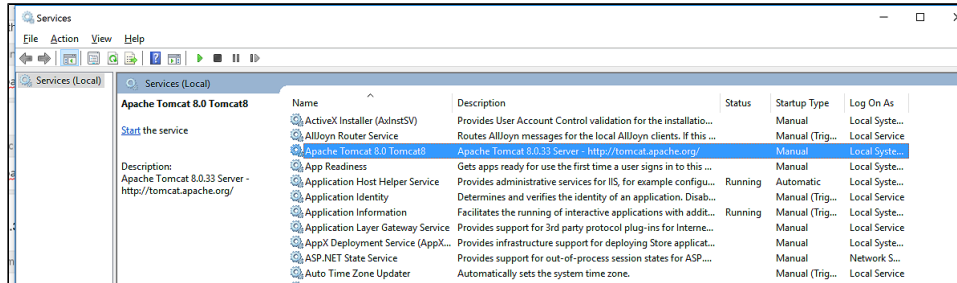 Services
File Action View Help
Services (Local)
Services (Local)
Apache Tomcat 8.0 Tomcat8
Start the service
Description:
Apache Tomcat 8.0.33 Server -
http://tomcat.apache.org/
Name Description Status Startup Type Log On As
ActiveX Installer (AxInstSV) Provides User Account Control validation for the installatio... Manual Local Syste...
AllJoyn Router Service Routes AllJoyn messages for the local AllJoyn clients. If this ... Manual (Trig... Local Service
Apache Tomcat 8.0 Tomcat8 Apache Tomcat 8.0.33 Server - http://tomcat.apache.org/ Manual Local Syste...
App Readiness Gets apps ready for use the first time a user signs in to this ... Manual Local Syste...
Application Host Helper Service Provides administrative services for IIS, for example configu... Running Automatic Local Syste...
Application Identity Determines and verifies the identity of an application. Disab... Manual (Trig... Local Service
Application Information Facilitates the running of interactive applications with addit... Running Manual (Trig... Local Syste...
Application Layer Gateway Service Provides support for 3rd party protocol plug-ins for Interne... Manual Local Service
AppX Deployment Service (AppX... Provides infrastructure support for deploying Store applicat... Manual Local Syste...
ASP.NET State Service Provides support for out-of-process session states for ASP.... Manual Network S...
Auto Time Zone Updater Automatically sets the system time zone. Manual (Trig... Local Service